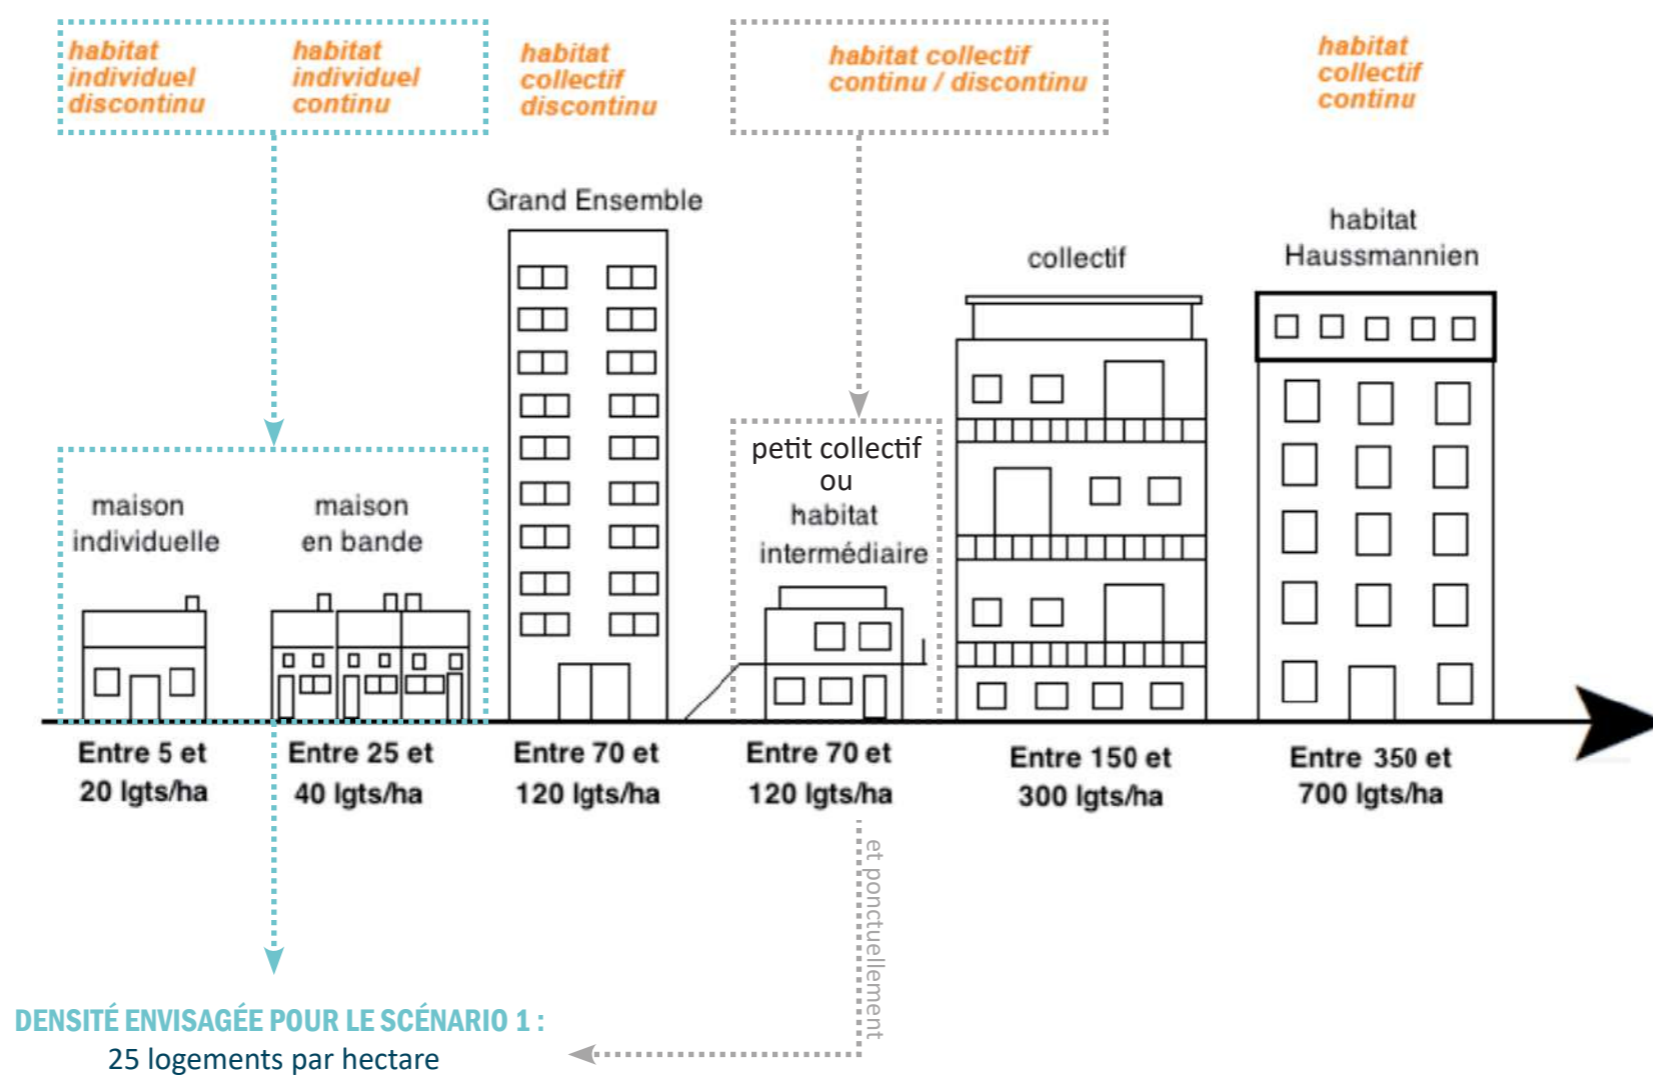 habitat
individuel
discontinu
habitat
individuel
continu
habitat
collectif
discontinu
habitat collectif
continu / discontinu
habitat
collectif
continu
Grand Ensemble
collectif
habitat
Haussmannien
maison
individuelle
maison
en bande
petit collectif
ou
habitat
intermédiaire
Entre 5 et
20 lgts/ha
Entre 25 et
40 lgts/ha
Entre 70 et
120 lgts/ha
Entre 70 et
120 lgts/ha
Entre 150 et
300 lgts/ha
Entre 350 et
700 lgts/ha
et ponctuellement
DENSITÉ ENVISAGÉE POUR LE SCÉNARIO 1 :
25 logements par hectare